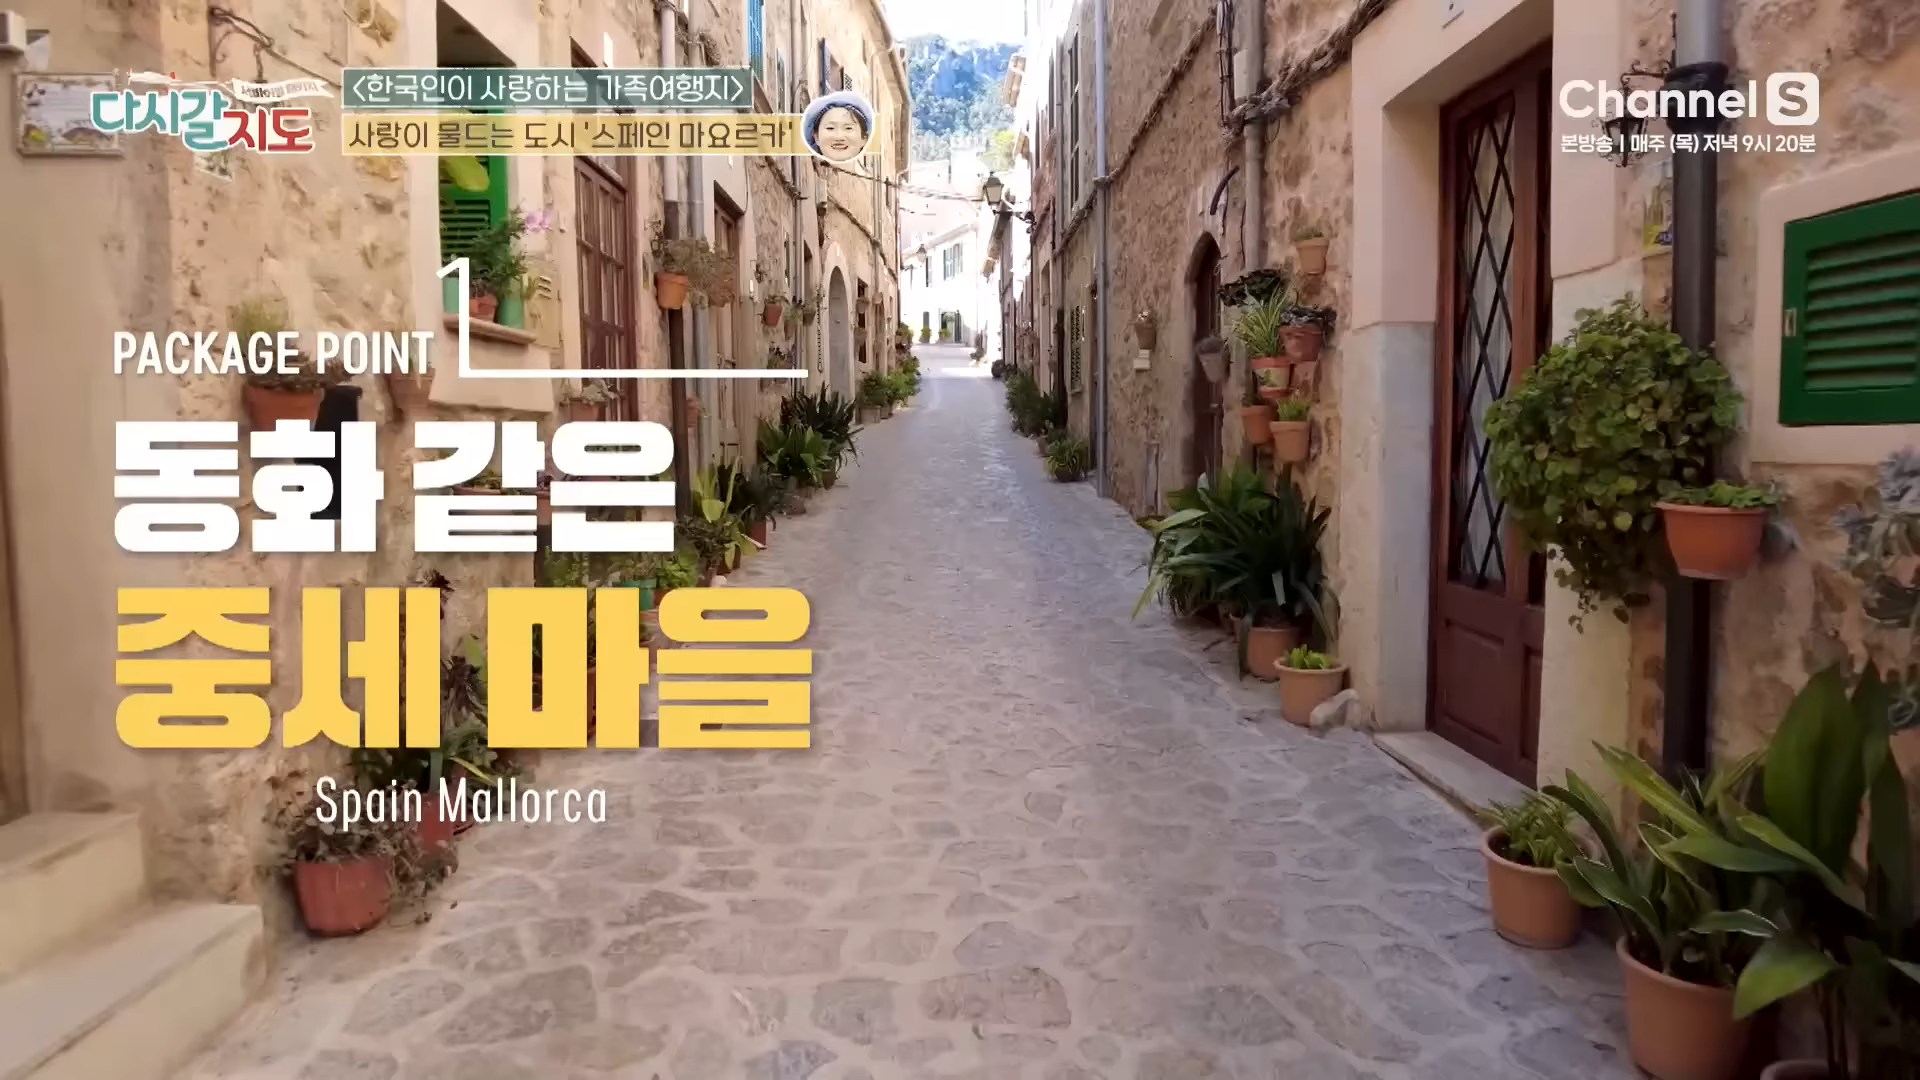 다시갈지도
<한국인이 사랑하는 가족여행지>
사랑이 물드는 도시 '스페인 마요르카'
Channel S
본방송 | 매주 (목) 저녁 9시 20분
PACKAGE POINT 1
동화 같은
중세 마을
Spain Mallorca